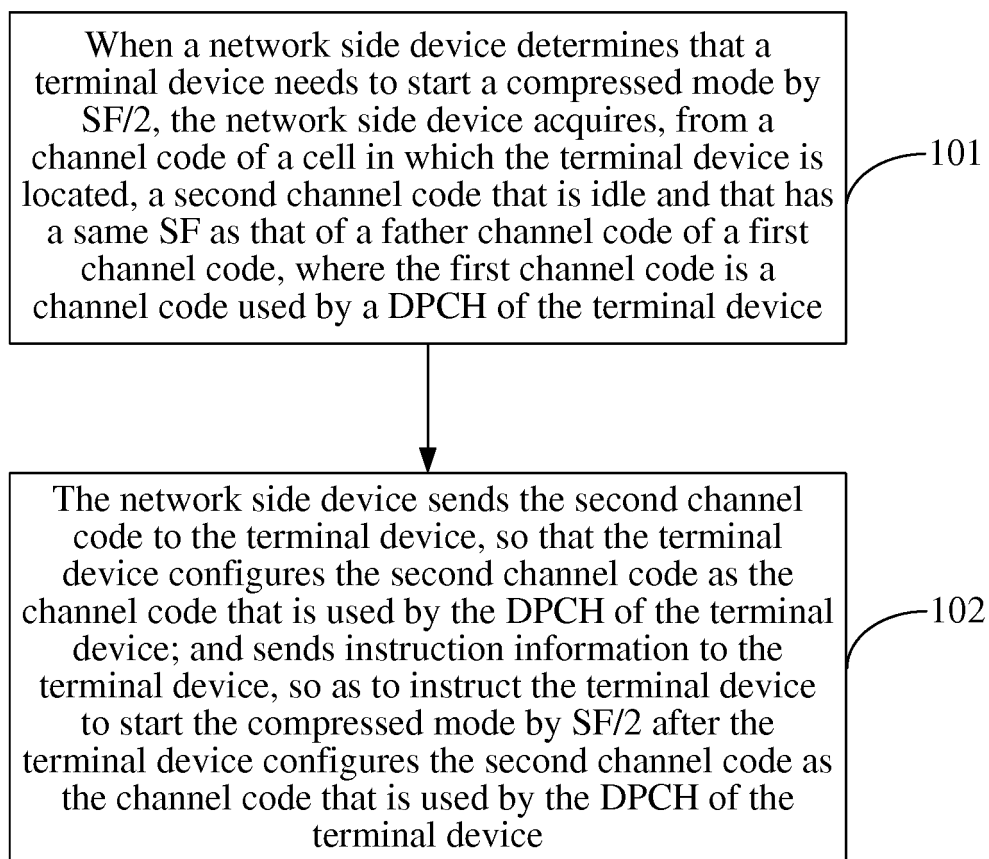 When a network side device determines that a
terminal device needs to start a compressed mode by
SF/2, the network side device acquires, from a
channel code of a cell in which the terminal device is
located, a second channel code that is idle and that has
a same SF as that of a father channel code of a first
channel code, where the first channel code is a
channel code used by a DPCH of the terminal device
101
The network side device sends the second channel
code to the terminal device, so that the terminal
device configures the second channel code as the
channel code that is used by the DPCH of the terminal
device; and sends instruction information to the
terminal device, so as to instruct the terminal device
to start the compressed mode by SF/2 after the
terminal device configures the second channel code as
the channel code that is used by the DPCH of the
terminal device
102